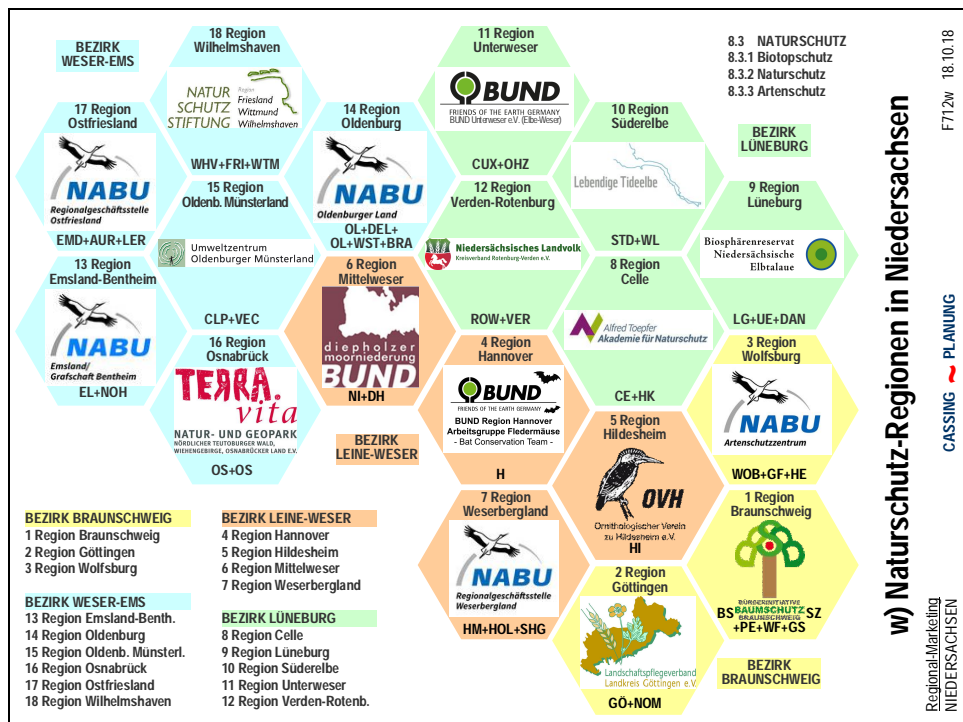 BEZIRK
WESER-EMS
18 Region
Wilhelmshaven
NATUR
SCHUTZ
STIFTUNG
Region
Friesland
Wittmund
Wilhelmshaven
WHV+FRI+WTM
11 Region
Unterweser
BUND
FRIENDS OF THE EARTH GERMANY
BUND Unterweser e.V. (Elbe-Weser)
CUX+OHZ
8.3 NATURSCHUTZ
8.3.1 Biotopschutz
8.3.2 Naturschutz
8.3.3 Artenschutz
17 Region
Ostfriesland
NABU
Regionalgeschäftsstelle
Ostfriesland
EMD+AUR+LER
14 Region
Oldenburg
NABU
Oldenburger Land
OL+DEL+
OL+WST+BRA
10 Region
Süderelbe
Lebendige Tideelbe
STD+WL
BEZIRK
LÜNEBURG
15 Region
Oldenb. Münsterland
Umweltzentrum
Oldenburger Münsterland
CLP+VEC
12 Region
Verden-Rotenburg
Niedersächsisches Landvolk
Kreisverband Rotenburg-Verden e.V.
ROW+VER
9 Region
Lüneburg
Biosphärenreservat
Niedersächsische
Elbtalaue
LG+UE+DAN
13 Region
Emsland-Bentheim
NABU
Emsland/
Grafschaft Bentheim
EL+NOH
6 Region
Mittelweser
diepholzer
moorniederung
BUND
NI+DH
8 Region
Celle
Alfred Toepfer
Akademie für Naturschutz
CE+HK
16 Region
Osnabrück
TERRA.
vita
NATUR- UND GEOPARK
NÖRDLICHER TEUTOBURGER WALD,
WIEHENGEBIRGE, OSNABRÜCKER LAND E.V.
OS+OS
BEZIRK
LEINE-WESER
4 Region
Hannover
BUND
FRIENDS OF THE EARTH GERMANY
BUND Region Hannover
Arbeitsgruppe Fledermäuse
- Bat Conservation Team -
H
3 Region
Wolfsburg
NABU
Artenschutzzentrum
WOB+GF+HE
5 Region
Hildesheim
OVH
Ornithologischer Verein
zu Hildesheim e.V.
HI
7 Region
Weserbergland
NABU
Regionalgeschäftsstelle
Weserbergland
HM+HOL+SHG
1 Region
Braunschweig
BÜRGERINITIATIVE
BAUMSCHUTZ
BRAUNSCHWEIG
BS SZ
+PE+WF+GS
2 Region
Göttingen
Landschaftspflegeverband
Landkreis Göttingen e.V.
GÖ+NOM
BEZIRK
BRAUNSCHWEIG
BEZIRK BRAUNSCHWEIG
1 Region Braunschweig
2 Region Göttingen
3 Region Wolfsburg
BEZIRK WESER-EMS
13 Region Emsland-Benth.
14 Region Oldenburg
15 Region Oldenb. Münsterl.
16 Region Osnabrück
17 Region Ostfriesland
18 Region Wilhelmshaven
BEZIRK LEINE-WESER
4 Region Hannover
5 Region Hildesheim
6 Region Mittelweser
7 Region Weserbergland
BEZIRK LÜNEBURG
8 Region Celle
9 Region Lüneburg
10 Region Süderelbe
11 Region Unterweser
12 Region Verden-Rotenb.
w) Naturschutz-Regionen in Niedersachsen
Regional-Marketing
NIEDERSACHSEN
CASSING ~ PLANUNG
F712w 18.10.18